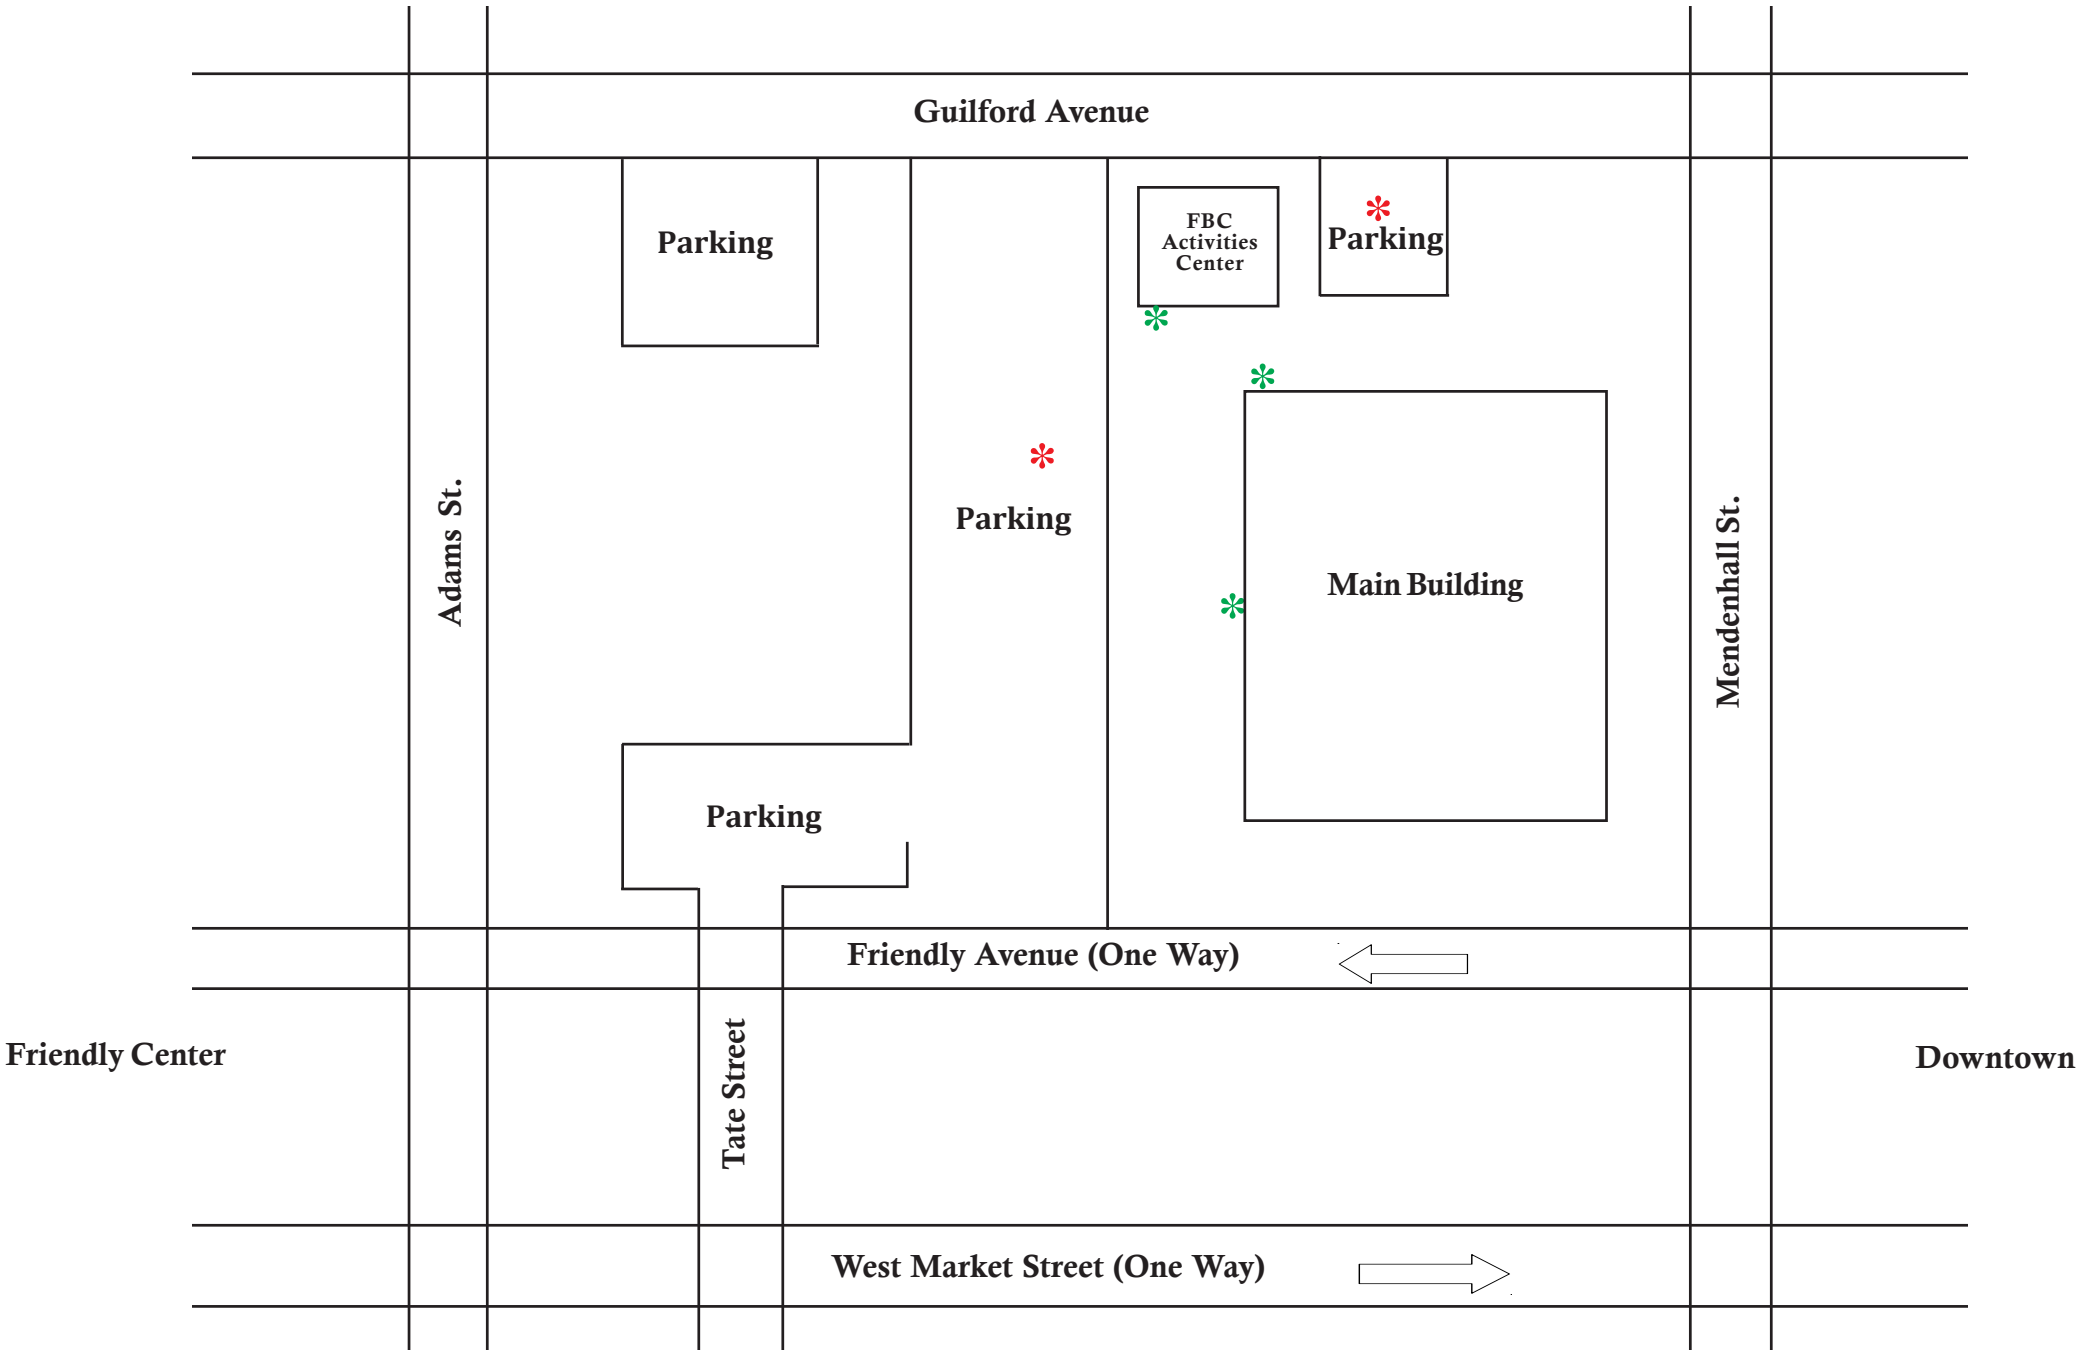 Guilford Avenue
Parking
FBC
Activities
Center
Parking
Parking
Adams St.
Main Building
Mendenhall St.
Parking
Friendly Avenue (One Way)
Friendly Center
Tate Street
Downtown
West Market Street (One Way)